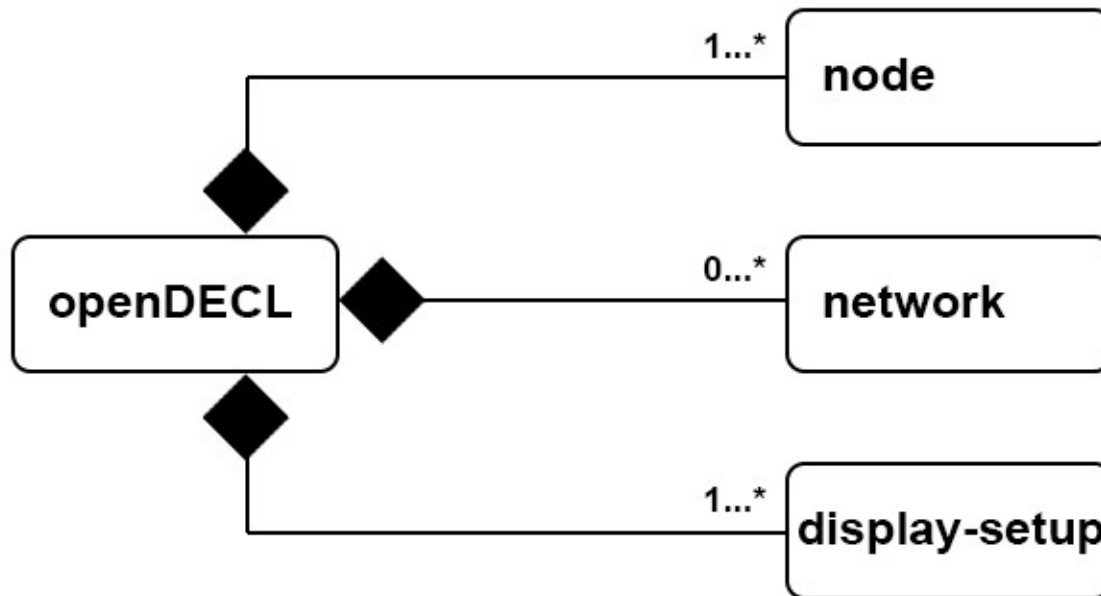 1...*
node
0...*
openDECL
network
1...*
display-setup